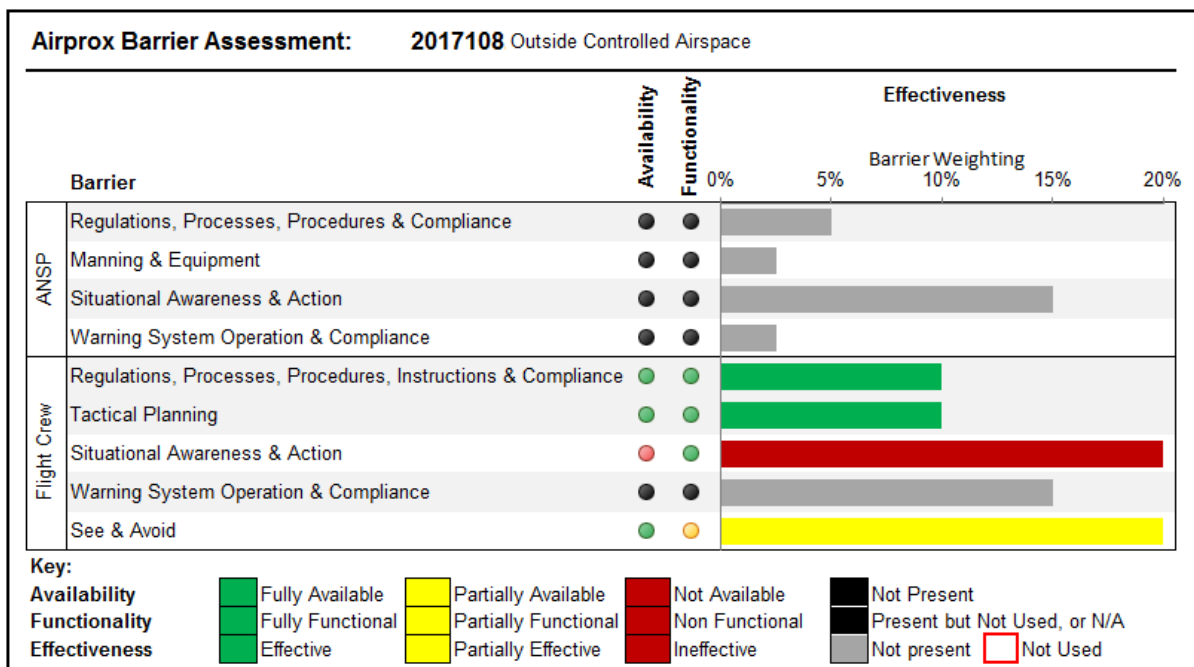 Airprox Barrier Assessment: 2017108 Outside Controlled Airspace
Availability
Functionality
Effectiveness
Barrier Weighting
Barrier
0% 5% 10% 15% 20%
ANSP
Regulations, Processes, Procedures & Compliance
Manning & Equipment
Situational Awareness & Action
Warning System Operation & Compliance
Flight Crew
Regulations, Processes, Procedures, Instructions & Compliance
Tactical Planning
Situational Awareness & Action
Warning System Operation & Compliance
See & Avoid
Key:
Availability Fully Available Partially Available Not Available Not Present
Functionality Fully Functional Partially Functional Non Functional Present but Not Used, or N/A
Effectiveness Effective Partially Effective Ineffective Not present Not Used